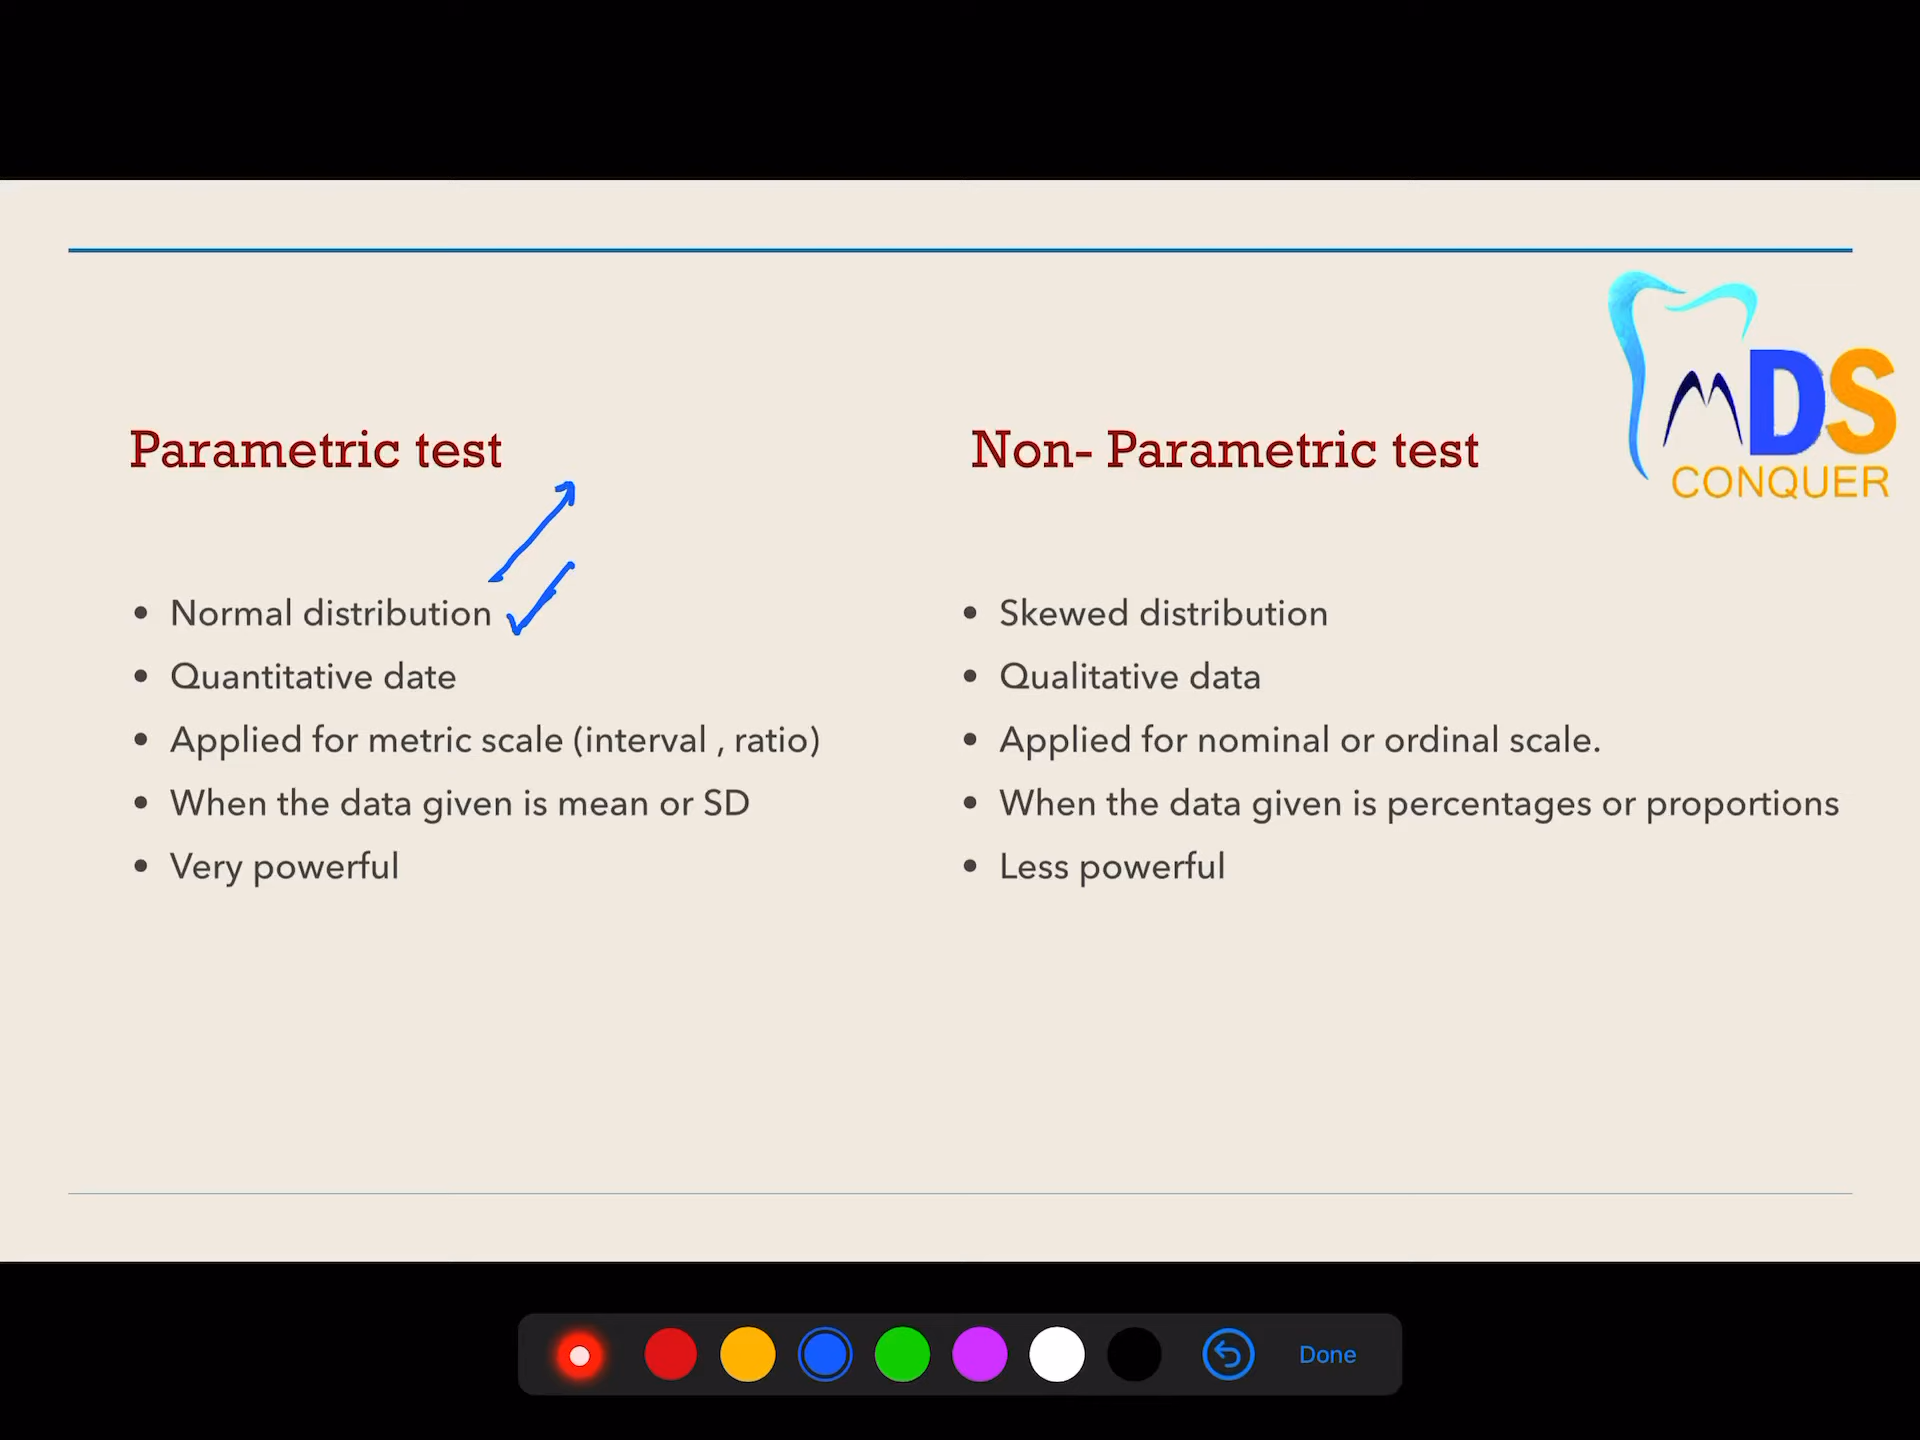 MDS
CONQUER
Parametric test
Normal distribution
Quantitative date
Applied for metric scale (interval , ratio)
When the data given is mean or SD
Very powerful
Non- Parametric test
Skewed distribution
Qualitative data
Applied for nominal or ordinal scale.
When the data given is percentages or proportions
Less powerful
Done